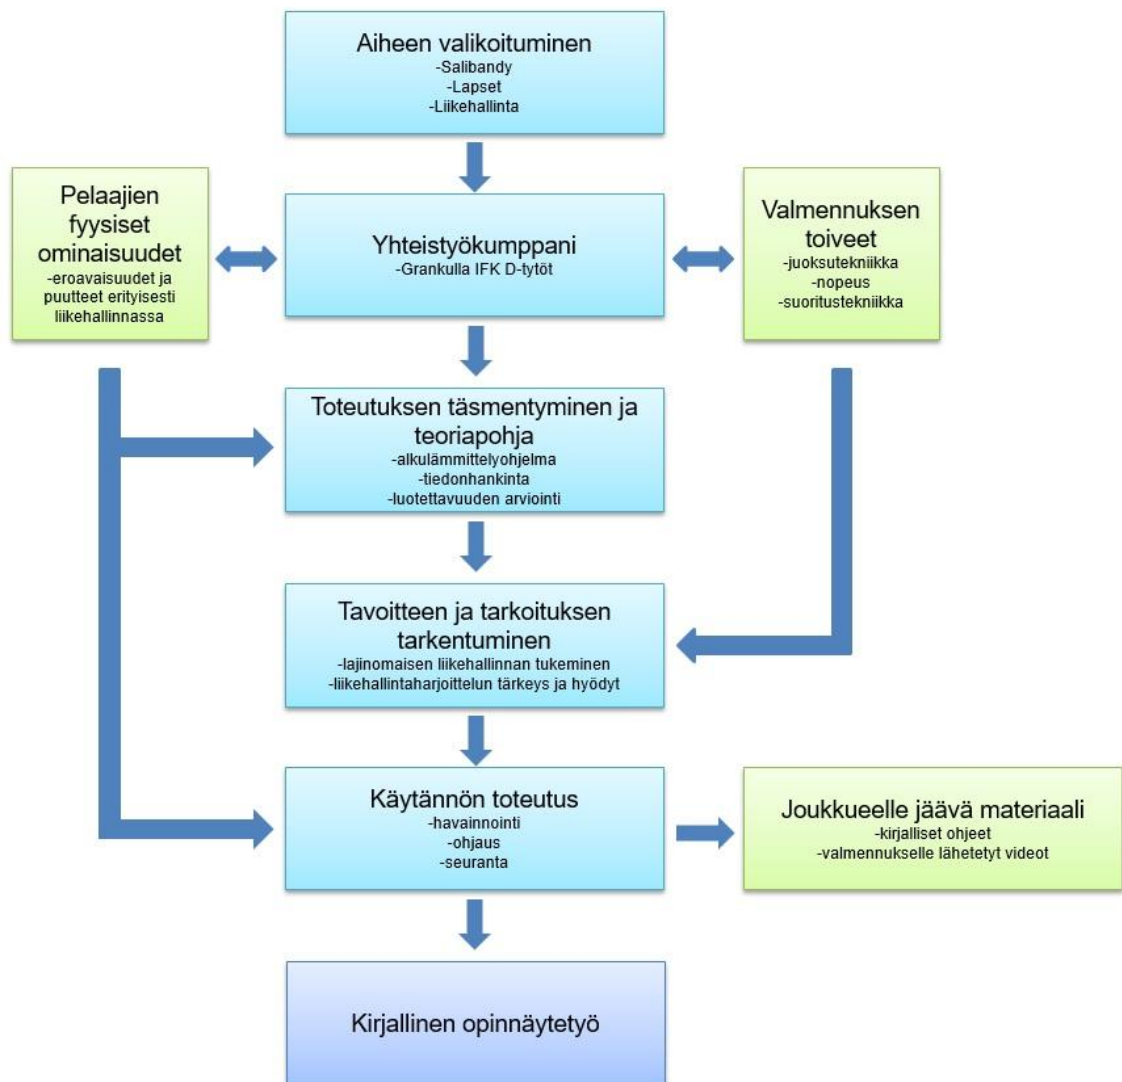 Aiheen valikoituminen
-Salibandy
-Lapset
-Liikehallinta
Pelaajien
fyysiset
ominaisuudet
-eroavaisuudet ja
puutteet erityisesti
liikehallinnassa
Yhteistyökumppani
-Grankulla IFK D-tytöt
Valmennuksen
toiveet
-juoksutekniikka
-nopeus
-suoritustekniikka
Toteutuksen täsmentyminen ja
teoriapohja
-alkulämmittelyohjelma
-tiedonhankinta
-luotettavuuden arviointi
Tavoitteen ja tarkoituksen
tarkentuminen
-lajinomaisen liikehallinnan tukeminen
-liikehallintaharjoittelun tärkeys ja hyödyt
Käytännön toteutus
-havainnointi
-ohjaus
-seuranta
Joukkueelle jäävä materiaali
-kirjalliset ohjeet
-valmennukselle lähetetyt videot
Kirjallinen opinnäytetyö